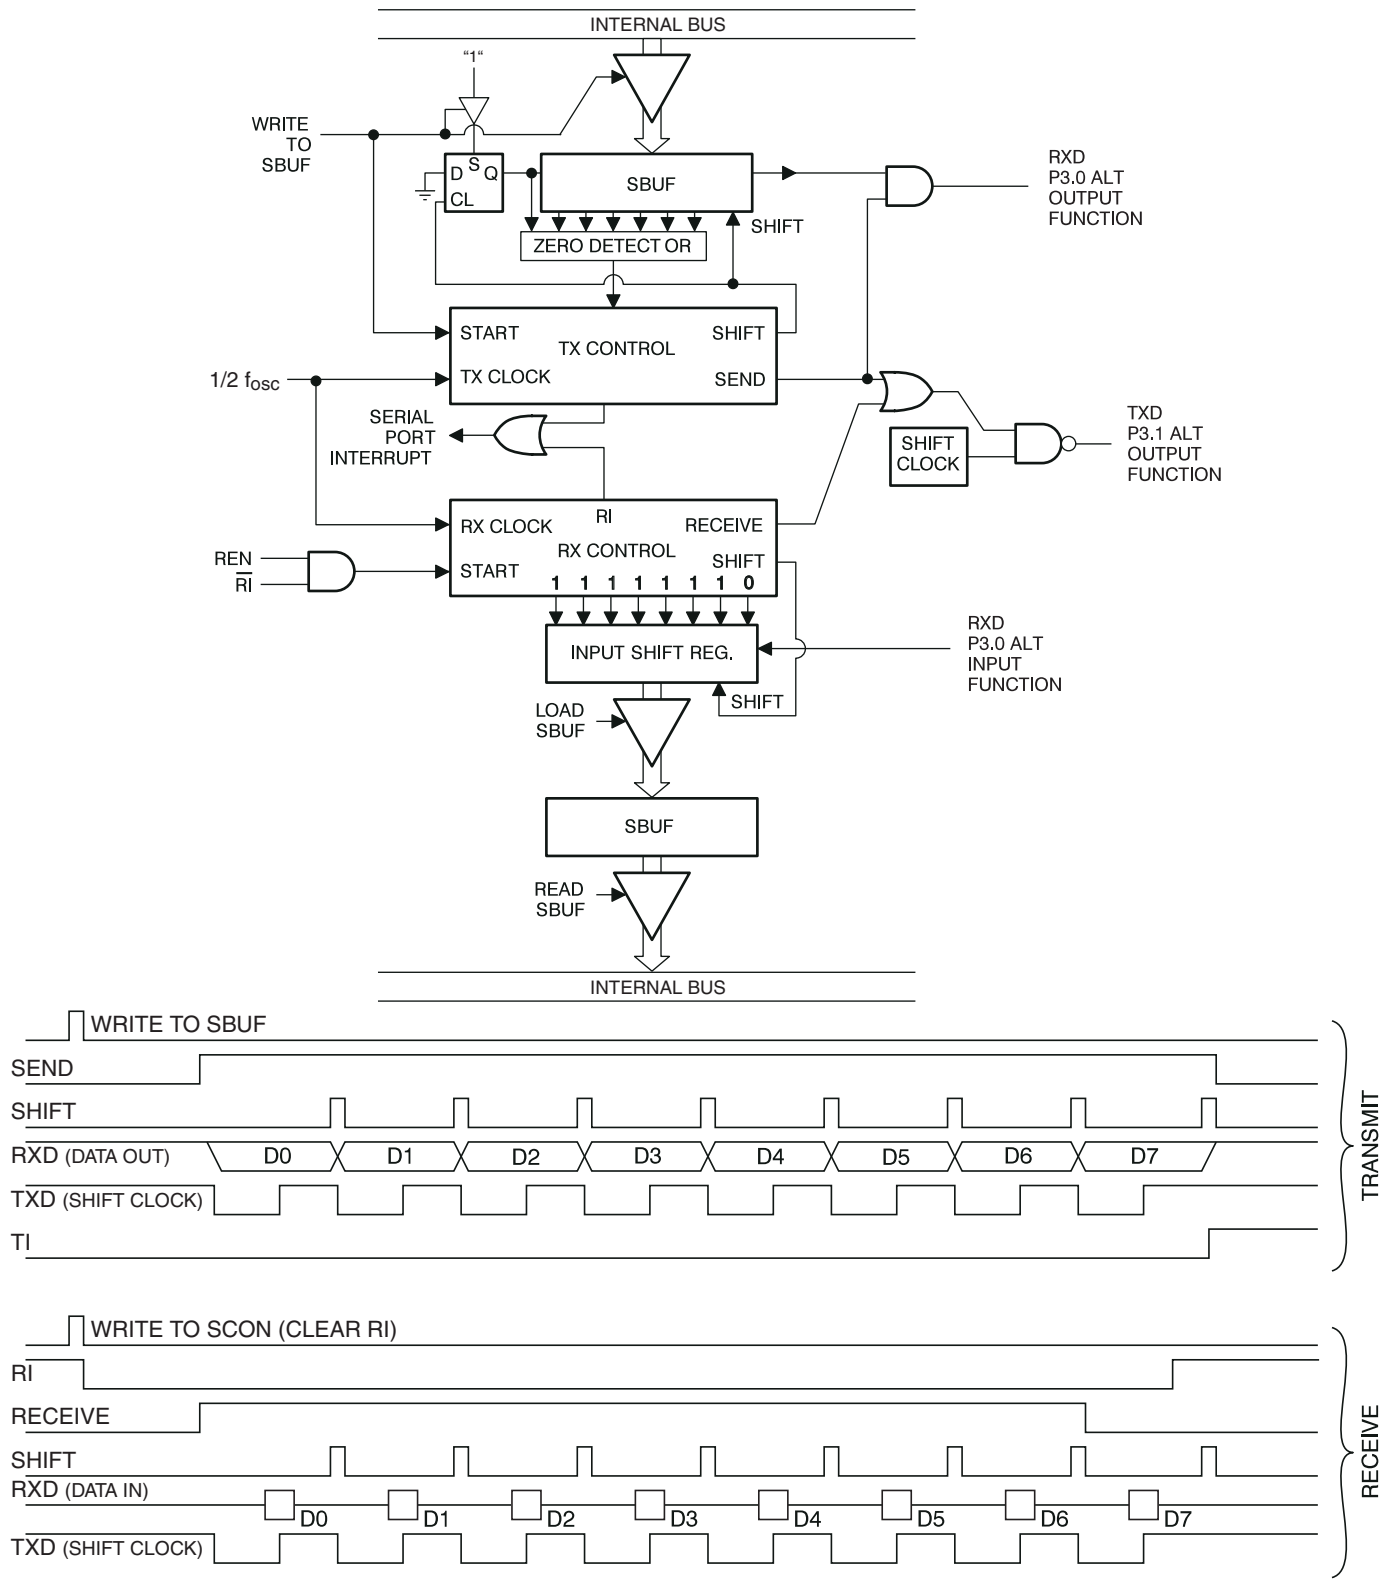 INTERNAL BUS
“1“
WRITE
TO
SBUF
D S Q
CL
SBUF
SHIFT
ZERO DETECT OR
RXD
P3.0 ALT
OUTPUT
FUNCTION
START
SHIFT
TX CONTROL
1/2 fOSC
TX CLOCK
SEND
SERIAL
PORT
INTERRUPT
SHIFT
CLOCK
TXD
P3.1 ALT
OUTPUT
FUNCTION
RI
RX CLOCK
RECEIVE
RX CONTROL
SHIFT
REN
RI
START
1 1 1 1 1 1 1 0
INPUT SHIFT REG.
RXD
P3.0 ALT
INPUT
FUNCTION
SHIFT
LOAD
SBUF
SBUF
READ
SBUF
INTERNAL BUS
WRITE TO SBUF
SEND
SHIFT
RXD (DATA OUT) D0 D1 D2 D3 D4 D5 D6 D7
TXD (SHIFT CLOCK)
TI
TRANSMIT
WRITE TO SCON (CLEAR RI)
RI
RECEIVE
SHIFT
RXD (DATA IN) D0 D1 D2 D3 D4 D5 D6 D7
TXD (SHIFT CLOCK)
RECEIVE